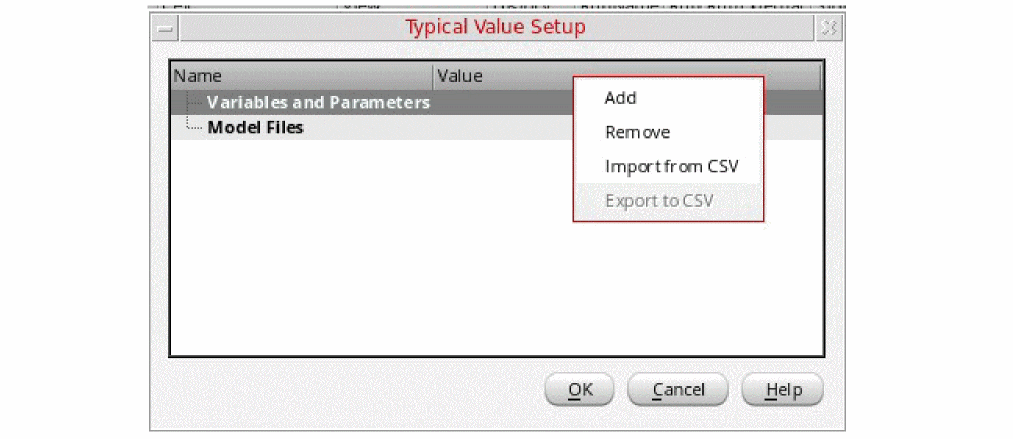 Typical Value Setup
Name Value
Variables and Parameters
Model Files
Add
Remove
Import from CSV
Export to CSV
OK Cancel Help